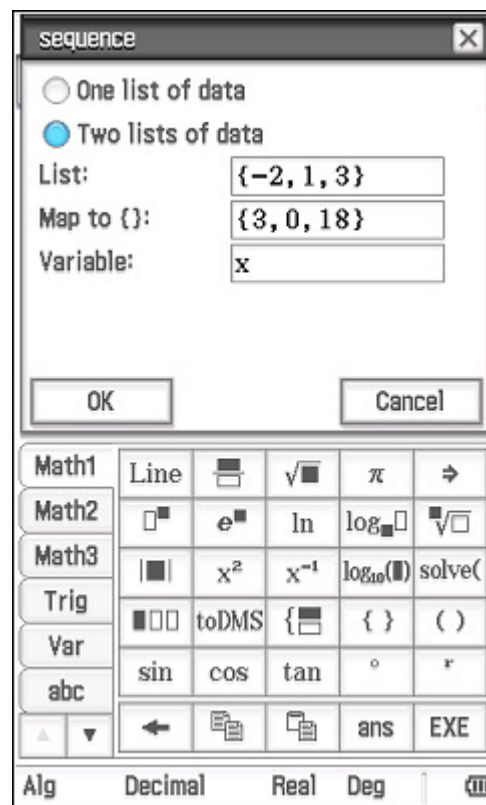 sequence
One list of data
Two lists of data
List: {-2, 1, 3}
Map to {}: {3, 0, 18}
Variable: x
OK Cancel
Math1 Line √■ π ⇒
Math2 □■ e■ ln log■□ ■√□
Math3 |■| x² x⁻¹ log₁₀(■) solve(
Trig ■□□ toDMS { } ( )
Var
sin cos tan ° r
abc
ans EXE
Alg Decimal Real Deg